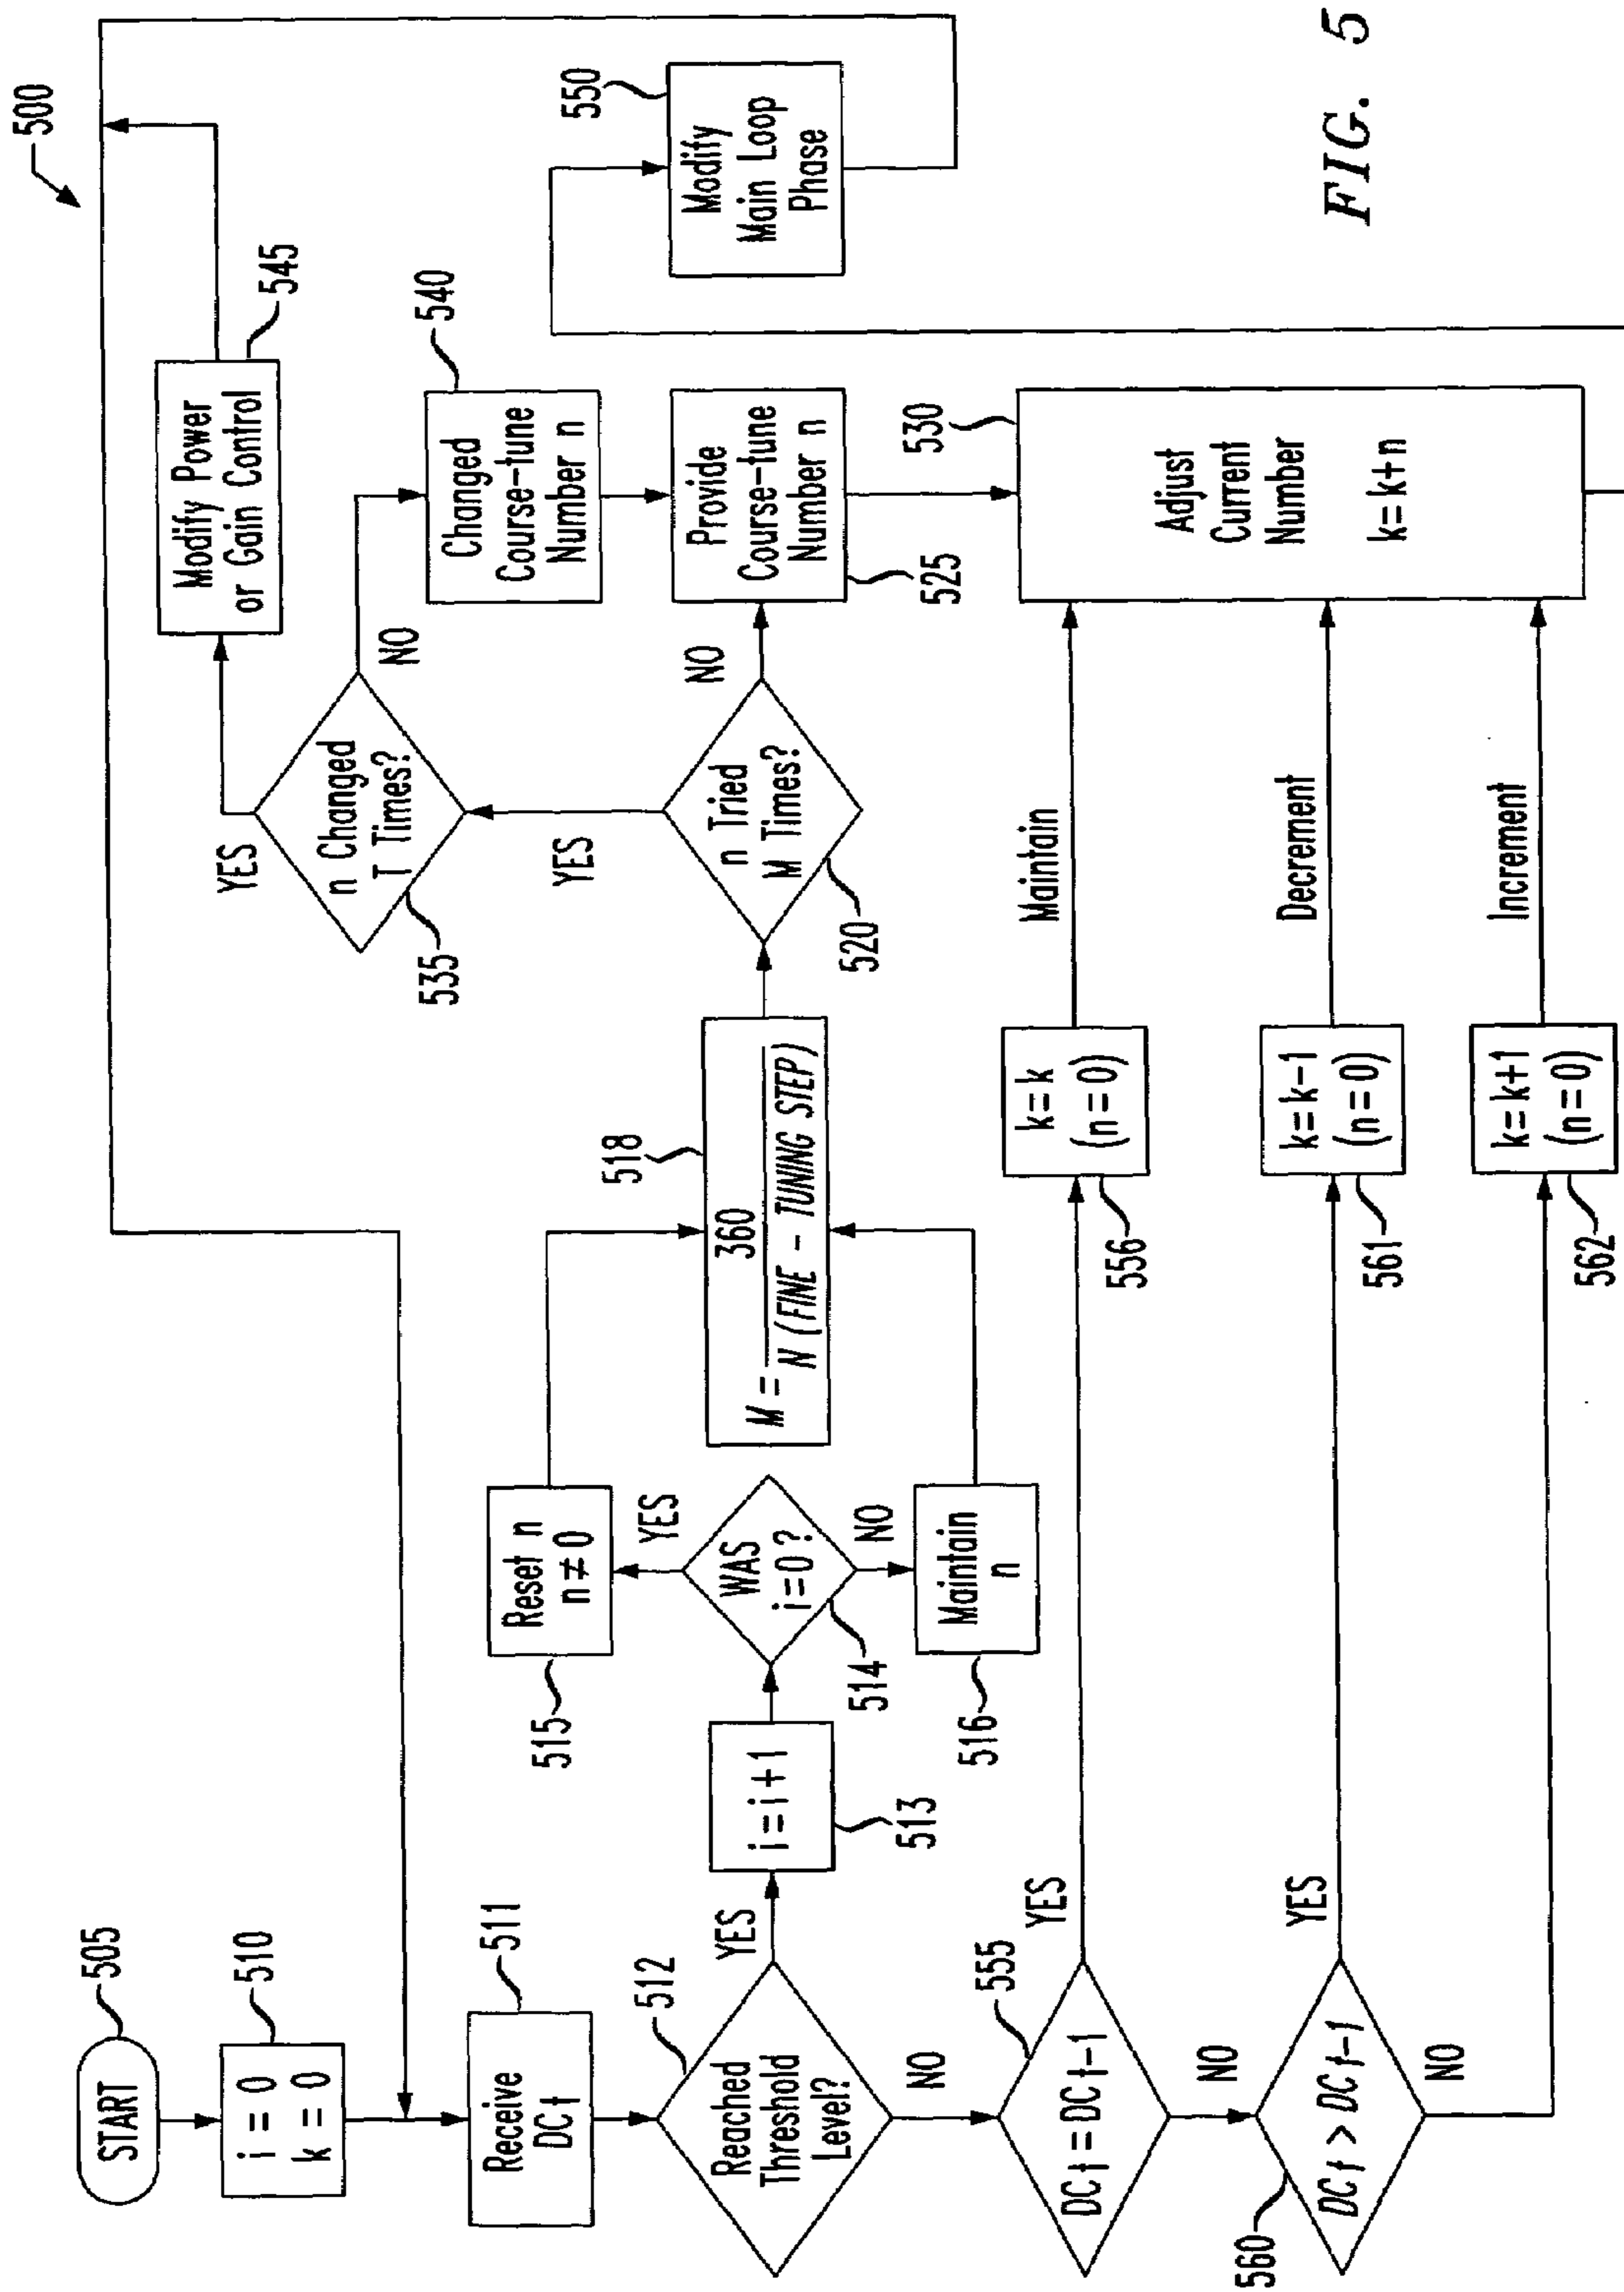 500
START
505
i = 0
k = 0
510
Receive
DCt
511
Reached
Threshold
Level?
512
YES
NO
i = i + 1
513
WAS
i = 0 ?
514
YES
NO
Reset n
n ≠ 0
515
Maintain
n
516
M = 360 / N (FINE - TUNING STEP)
518
n Tried
M Times?
520
YES
NO
n Changed
T Times?
535
YES
NO
Modify Power
or Gain Control
545
Changed
Course-tune
Number n
540
Provide
Course-tune
Number n
525
Adjust
Current
Number
k = k + n
530
Modify
Main Loop
Phase
550
DCt = DCt-1
555
YES
NO
k = k
(n = 0)
556
Maintain
DCt > DCt-1
560
YES
NO
k = k-1
(n = 0)
561
Decrement
k = k+1
(n = 0)
562
Increment
FIG. 5